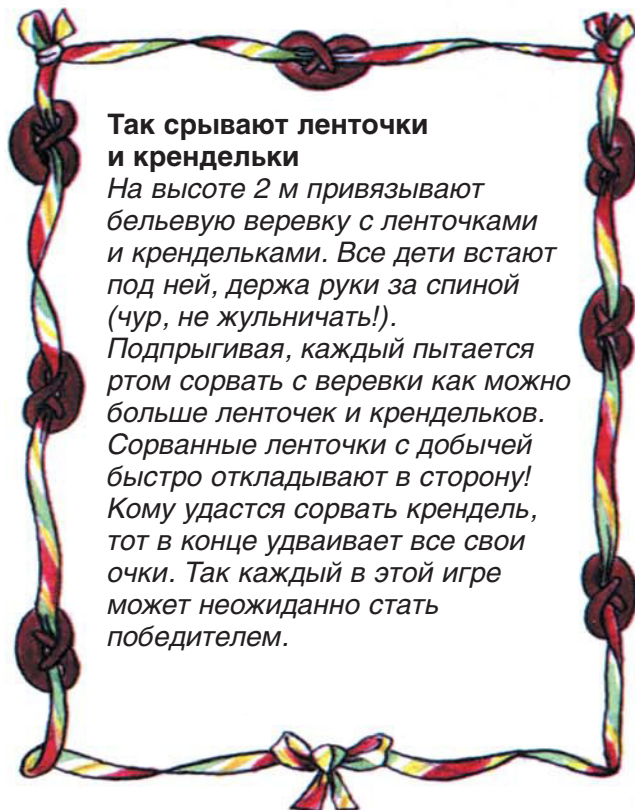 Так срывают ленточки
и крендельки
На высоте 2 м привязывают
бельевую веревку с ленточками
и крендельками. Все дети встают
под ней, держа руки за спиной
(чур, не жульничать!).
Подпрыгивая, каждый пытается
ртом сорвать с веревки как можно
больше ленточек и крендельков.
Сорванные ленточки с добычей
быстро откладывают в сторону!
Кому удастся сорвать крендель,
тот в конце удваивает все свои
очки. Так каждый в этой игре
может неожиданно стать
победителем.